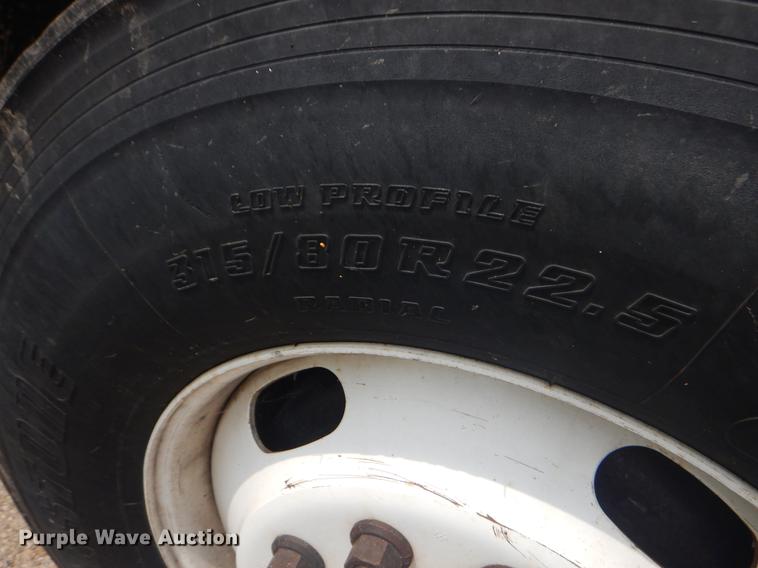 LOW PROFILE
315/80R22.5
RADIAL
Purple Wave Auction